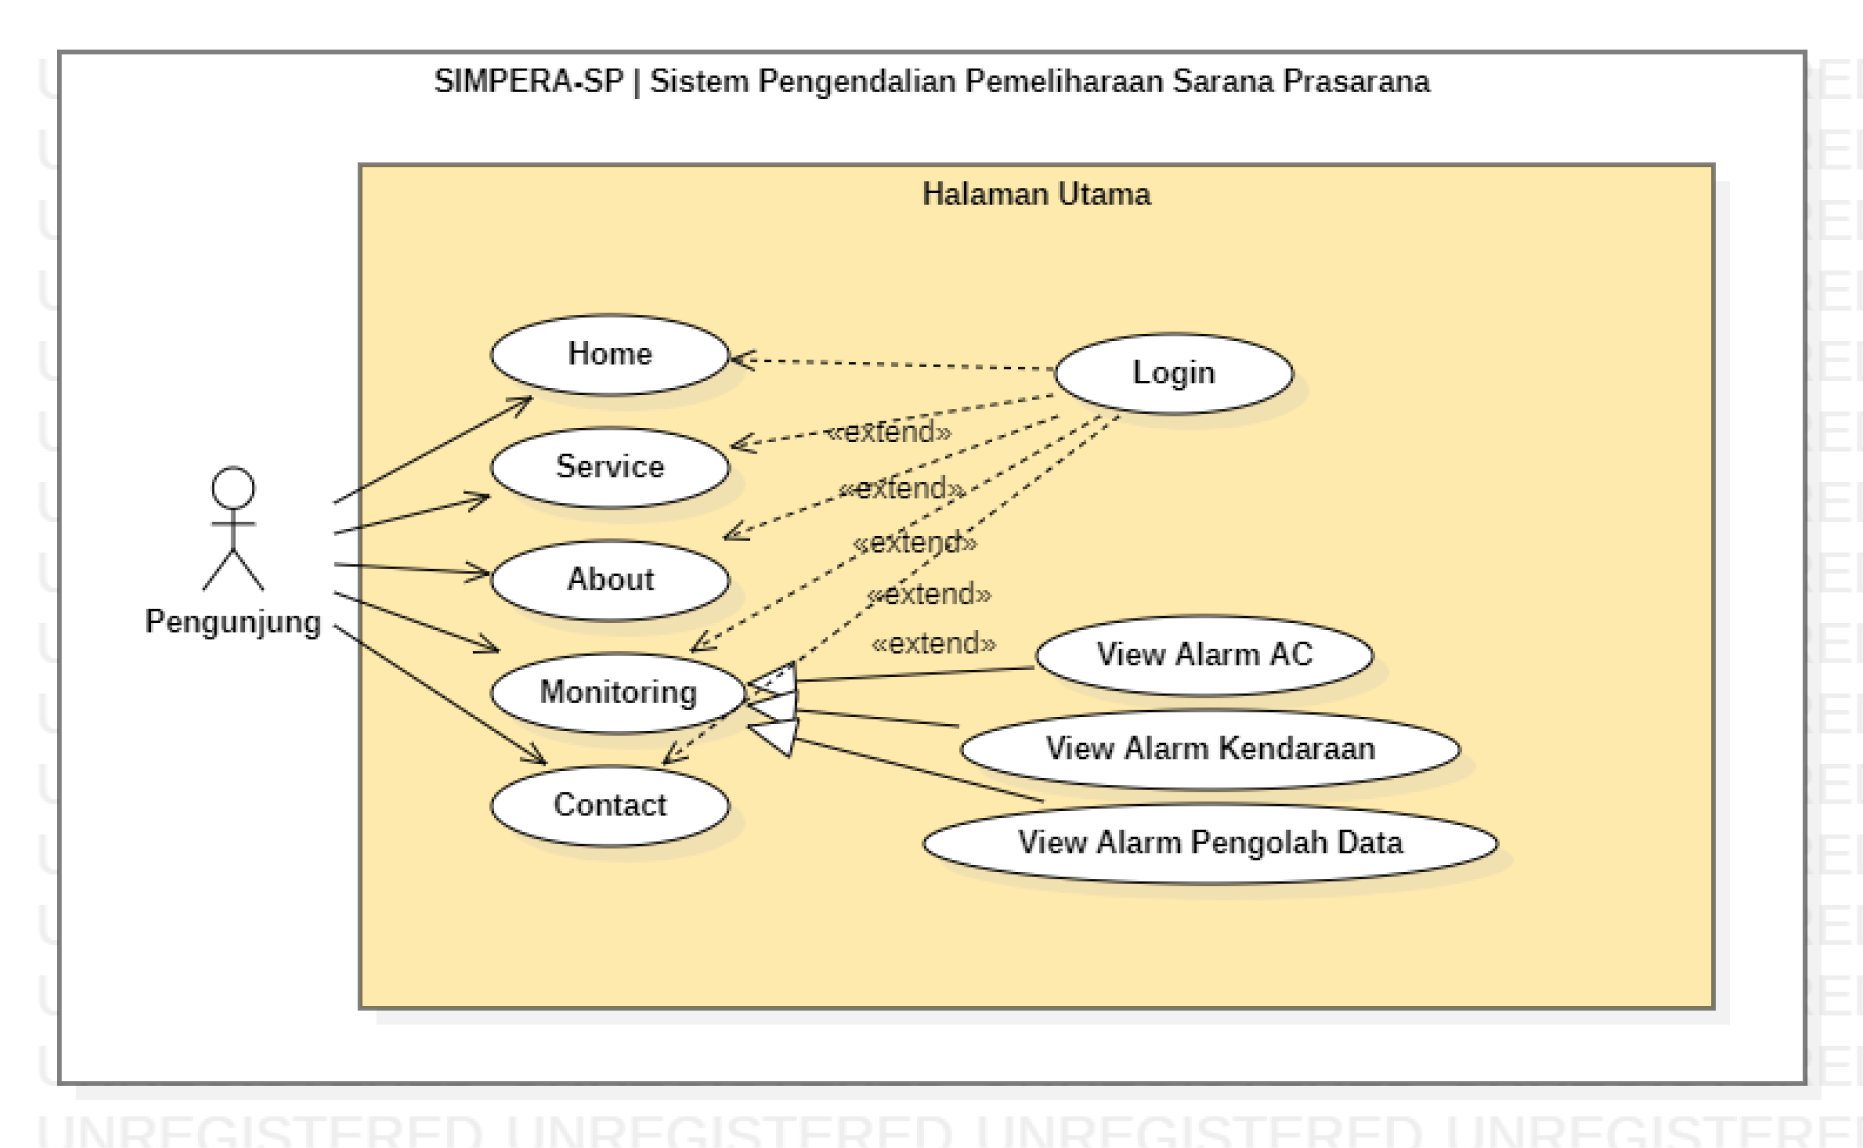 SIMPERA-SP | Sistem Pengendalian Pemeliharaan Sarana Prasarana
Halaman Utama
Home
Login
«extend»
Service
«extend»
«extend»
About
«extend»
Pengunjung
«extend»
View Alarm AC
Monitoring
View Alarm Kendaraan
Contact
View Alarm Pengolah Data
UNREGISTERED UNREGISTERED UNREGISTERED UNREGISTERE